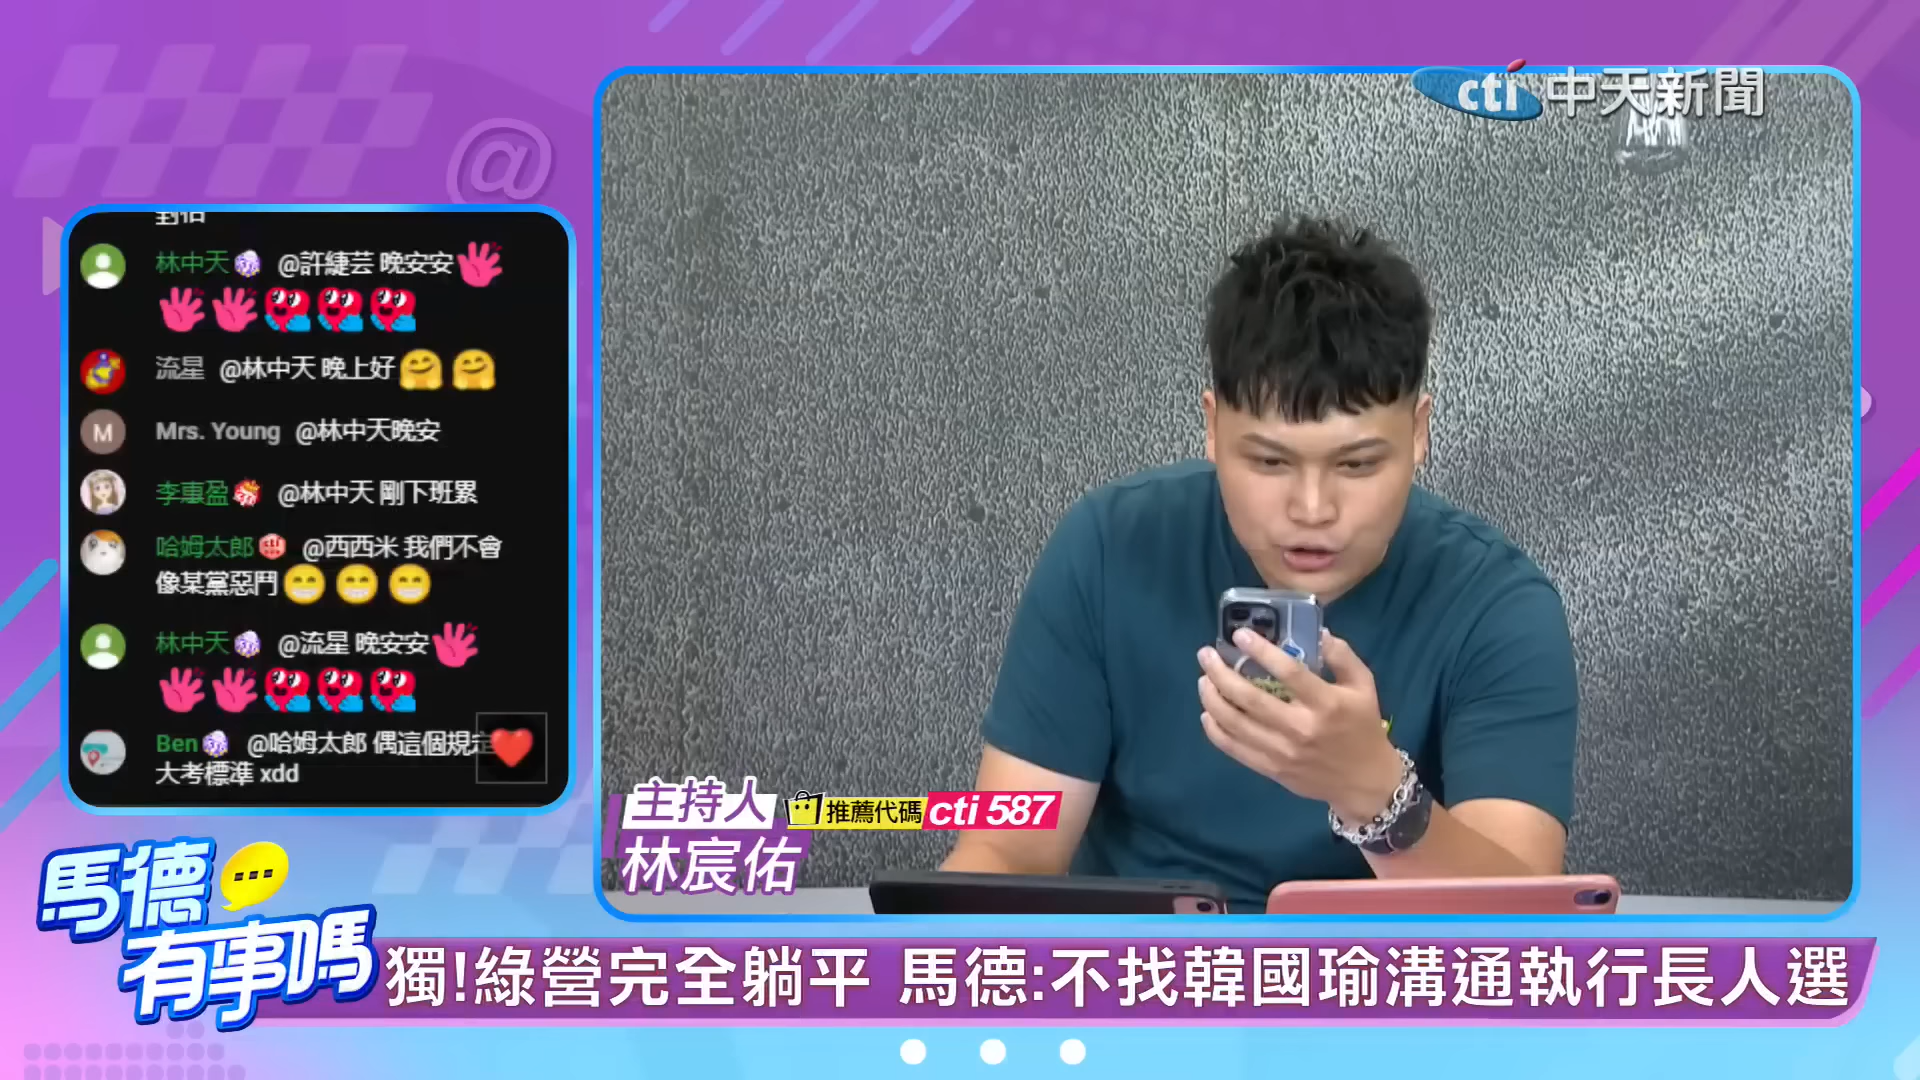 cti 中天新聞
林中天 @許緁芸 晚安安
流星 @林中天 晚上好
M Mrs. Young @林中天晚安
李惠盈 @林中天 剛下班累
哈姆太郎 @西西米 我們不會
像某黨惡鬥
林中天 @流星 晚安安
Ben @哈姆太郎 偶這個規定
大考標準 xdd
主持人 推薦代碼 cti 587
林宸佑
馬德有事嗎
獨!綠營完全躺平 馬德:不找韓國瑜溝通執行長人選